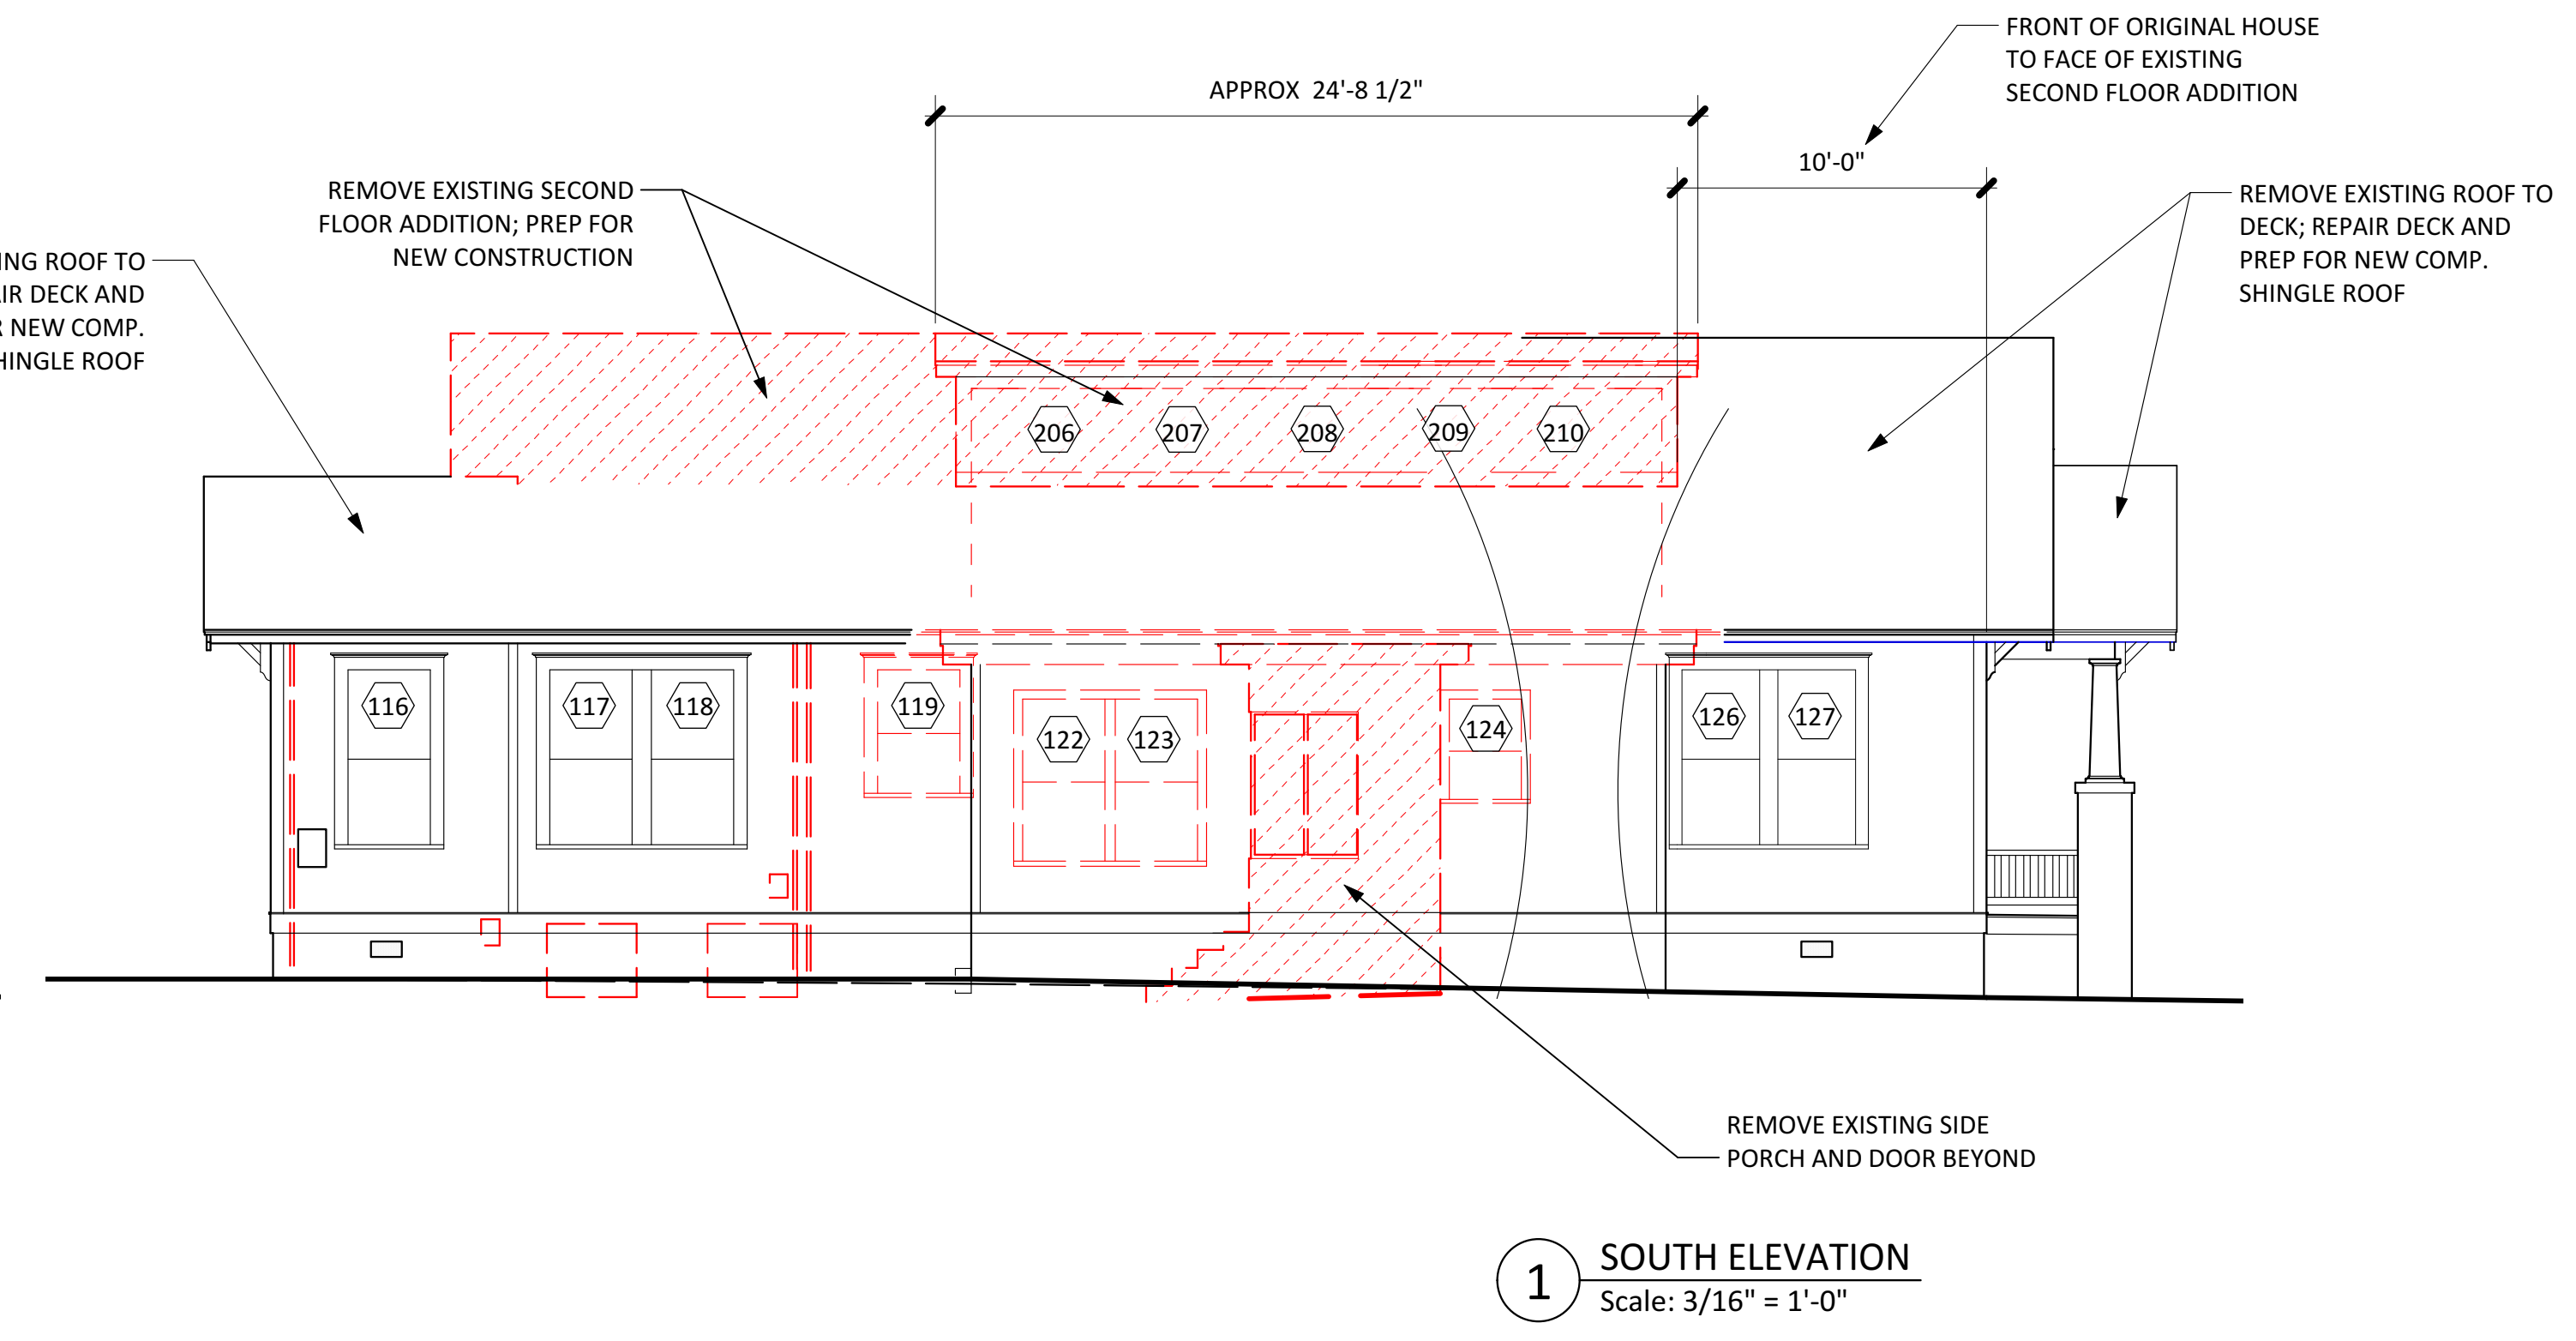 FRONT OF ORIGINAL HOUSE
TO FACE OF EXISTING
SECOND FLOOR ADDITION
APPROX 24'-8 1/2"
10'-0"
REMOVE EXISTING SECOND
FLOOR ADDITION; PREP FOR
NEW CONSTRUCTION
REMOVE EXISTING ROOF TO
DECK; REPAIR DECK AND
PREP FOR NEW COMP.
SHINGLE ROOF
ROOF TO
DECK AND
NEW COMP.
ROOF
206 207 208 209 210
116 117 118 119 122 123 124 126 127
REMOVE EXISTING SIDE
PORCH AND DOOR BEYOND
1
SOUTH ELEVATION
Scale: 3/16" = 1'-0"